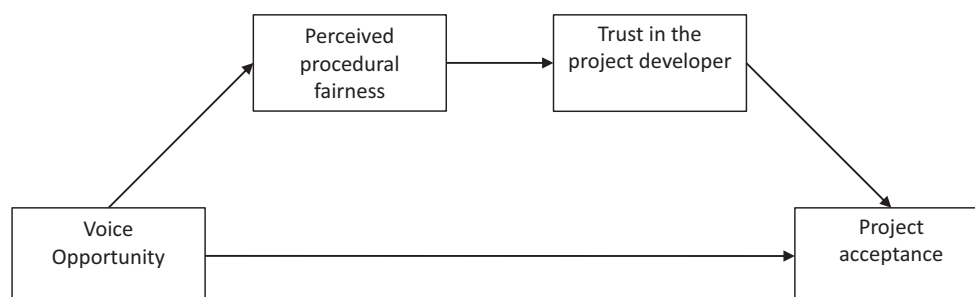 Perceived
procedural
fairness
Trust in the
project developer
Voice
Opportunity
Project
acceptance